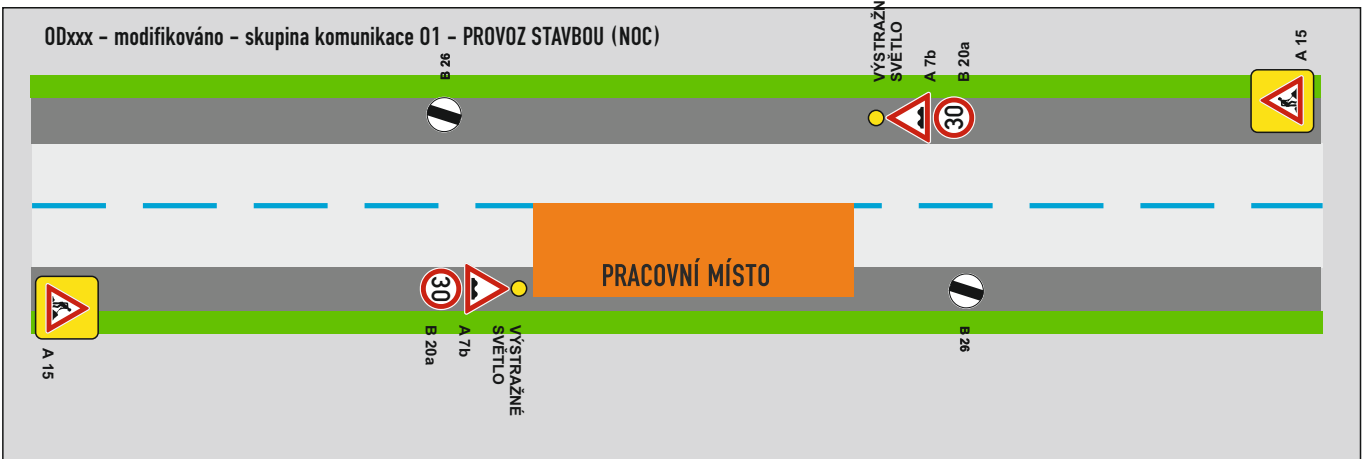 ODxxx – modifikováno – skupina komunikace 01 – PROVOZ STAVBOU (NOC)
B 26
VÝSTRAŽN
SVĚTLO
A 7b
B 20a
A 15
30
30
PRACOVNÍ MÍSTO
A 15
B 20a
A 7b
VÝSTRAŽNÉ
SVĚTLO
B 26